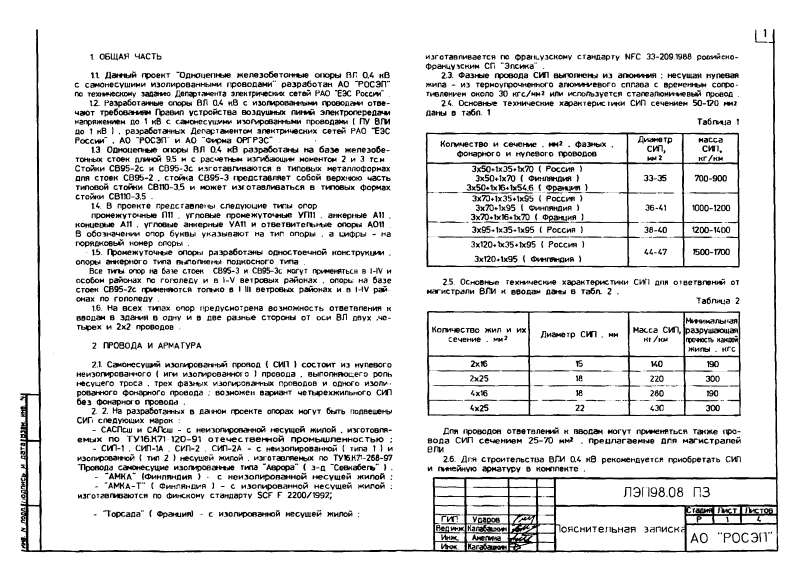 1
1. ОБЩАЯ ЧАСТЬ
1.1. Данный проект "Одноцепные железобетонные опоры ВЛ 0,4 кВ
с самонесущими изолированными проводами" разработан АО "РОСЭП"
по техническому заданию Департамента электрических сетей РАО "ЕЭС России".
1.2. Разработанные опоры ВЛ 0,4 кВ с изолированными проводами отве-
чают требованиям Правил устройства воздушных линий электропередачи
напряжением до 1 кВ с самонесущими изолированными проводами ( ПУ ВЛИ
до 1 кВ ) , разработанных Департаментом электрических сетей РАО "ЕЭС
России" , АО "РОСЭП" и АО "Фирма ОРГРЭС"
1.3. Одноцепные опоры ВЛ 0,4 кВ разработаны на базе железобе-
тонных стоек длиной 9.5 м с расчетным изгибающим моментом 2 и 3 тс.м
Стойки СВ95-2с и СВ95-3с изготавливаются в типовых металлоформах
для стоек СВ95-2 , стойка СВ95-3 представляет собой верхнюю часть
типовой стойки СВ110-3,5 и может изготавливаться в типовых формах
стойки СВ110-3,5 .
1.4. В проекте представлены следующие типы опор
промежуточные П11 , угловые промежуточные УП11 , анкерные А11 ,
концевые А11 , угловые анкерные УА11 и ответвительные опоры АО11 .
В обозначении опор буквы указывают на тип опоры , а цифры - на
порядковый номер опоры .
1.5. Промежуточные опоры разработаны одностоечной конструкции ,
опоры анкерного типа выполнены подкосного типа .
Все типы опор на базе стоек СВ95-3 и СВ95-3с могут применяться в I-IV и
особом районах по гололеду и в I-V ветровых районах , опоры на базе
стоек СВ95-2с применяются только в I III ветровых районах и в I-IV рай-
онах по гололеду .
1.6. На всех типах опор предусмотрена возможность ответвления к
вводам в здания в одну и в две разные стороны от оси ВЛ двух ,че-
тырех и 2х2 проводов .
2. ПРОВОДА И АРМАТУРА
2.1. Самонесущий изолированный провод ( СИП ) состоит из нулевого
неизолированного ( или изолированного ) провода , выполняющего роль
несущего троса , трех фазных изолированных проводов и одного изоли-
рованного фонарного провода ; возможен вариант четырехжильного СИП
без фонарного провода .
2. 2. На разработанных в данном проекте опорах могут быть подвешены
СИП следующих марок :
- САПСш и САПсш - с неизолированной несущей жилой , изготовля-
емых по ТУ16.К71 120-91 отечественной промышленностью ;
- СИП-1 , СИП-1А , СИП-2 , СИП-2А - с неизолированной ( типа 1 ) и
изолированной ( тип 2 ) несущей жилой , изготавляемых по ТУ16.К71-268-97
"Провода самонесущие изолированные типа "Аврора" ( з-д "Севкабель" ) .
- "АМКА" (Финляндия ) - с неизолированной несущей жилой ;
- "АМКА-Т" ( Финляндия ) - с изолированной несущей жилой ;
изготавливаются по финскому стандарту SCF F 2200/1992;
- "Торсада" ( Франция) - с изолированной несущей жилой ;
изготавливается по французскому стандарту NFC 33-209.1988 российско-
французским СП "Элсика" .
2.3. Фазные провода СИП выполнены из алюминия ; несущая нулевая
жила - из термоупрочненного алюминиевого сплава с временным сопро-
тивлением около 30 кгс/мм² или используется сталеалюминиевый провод .
2.4. Основные технические характеристики СИП сечением 50-120 мм2
даны в табл. 1
Таблица 1
Количество и сечение , мм² , фазных , фонарного и нулевого проводов
Диаметр СИП, мм²
масса СИП, кг/км
3х50+1х35+1х70 ( Россия )
3х50+1х70 ( Финляндия ) 33-35 700-900
3х50+1х16+1х54,6 ( Франция )
3х70+1х35+1х95 ( Россия )
3х70+1х95 ( Финляндия ) 36-41 1000-1200
3х70+1х16+1х70 ( Франция )
3х95+1х35+1х95 ( Россия ) 38-40 1200-1400
3х120+1х35+1х95 ( Россия )
44-47 1500-1700
3х120+1х95 ( Финляндия )
2.5. Основные технические характеристики СИП для ответвлений от
магистрали ВЛИ к вводам даны в табл. 2 .
Таблица 2
Количество жил и их сечение , мм²
Диаметр СИП , мм
Масса СИП, кг/км
Минимальная разрушающая прочность каждой жилы , кгс
2х16 15 140 190
2х25 18 220 300
4х16 18 280 190
4х25 22 430 300
Для проводов ответвлений к вводам могут применяться также про-
вода СИП сечением 25-70 мм² , предлагаемые для магистралей
ВЛИ
2.6. Для строительства ВЛИ 0.4 кВ рекомендуется приобретать СИП
и линейную арматуру в комплекте .
ЛЭП98.08 ПЗ
Стадия Лист Листов
Р 1 4
ГИП Ударов
Вед.инж. Калабашкин
Инж. Анелина
Инж. Калабашкин
Пояснительная записка
АО "РОСЭП"
инв. N подл. подпись и дата взам. инв. N